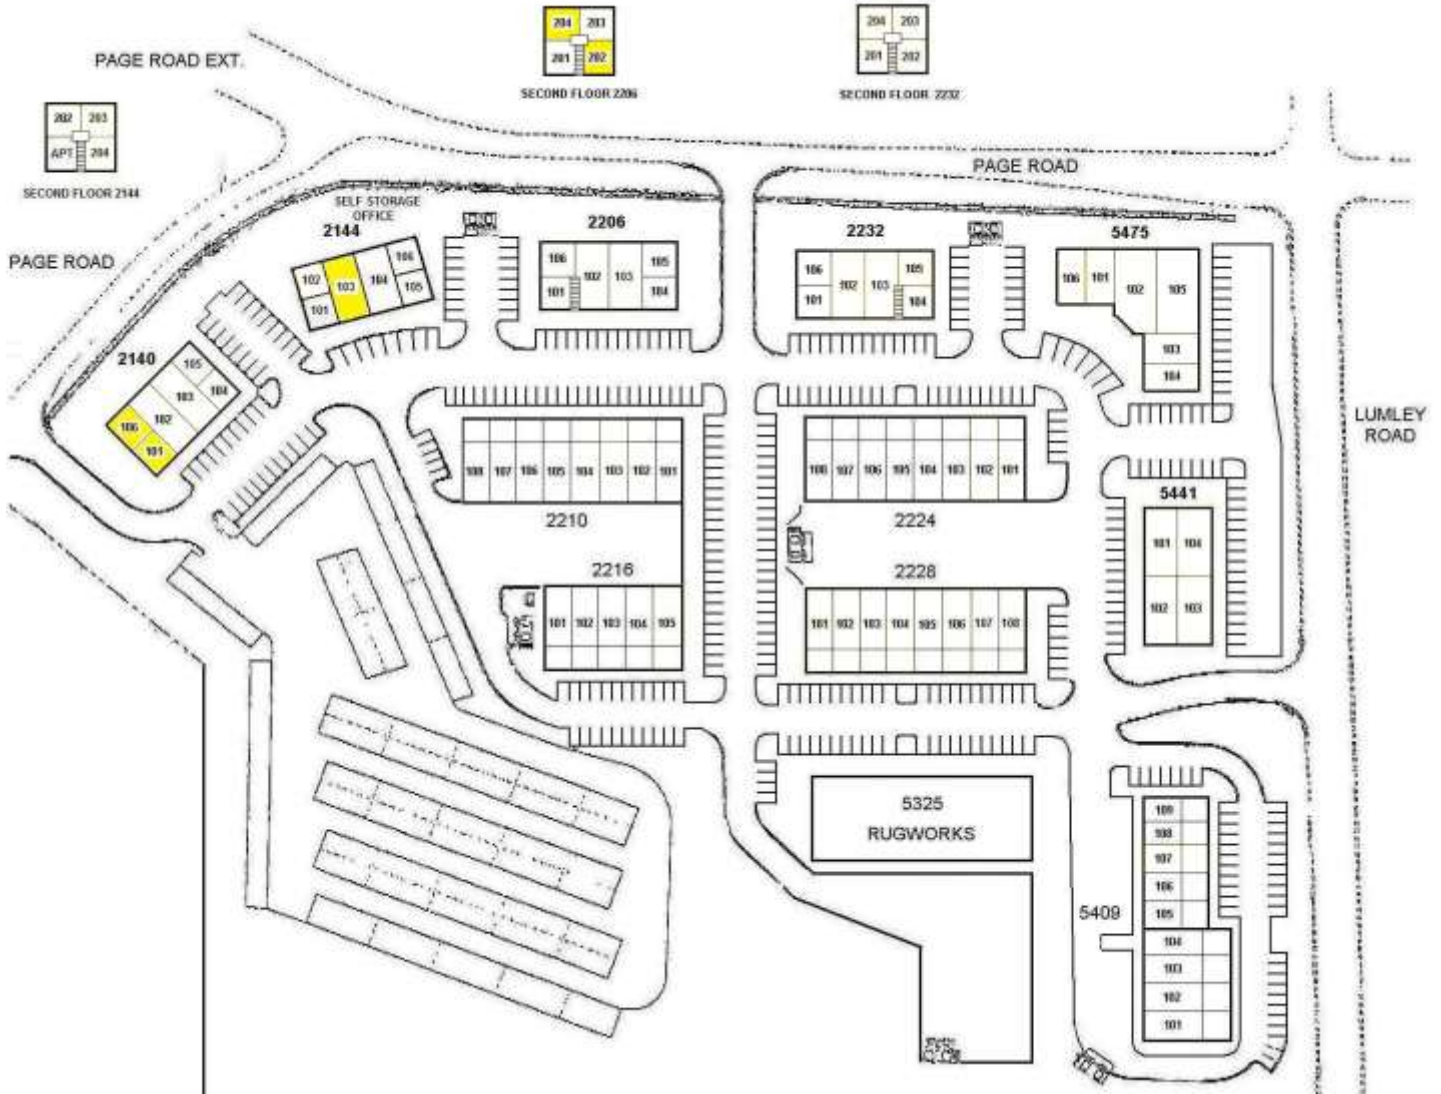 204 203
201 202
SECOND FLOOR 2206
204 203
201 202
SECOND FLOOR 2232
PAGE ROAD EXT.
202 203
APT 204
SECOND FLOOR 2144
PAGE ROAD
SELF STORAGE
OFFICE
2144
102 103 104 106
101 105
2206
106 102 103 105
101 104
2232
106 102 103 105
101 104
5475
106 101 102 105
103
104
PAGE ROAD
2140
105
104
103
102
106
101
LUMLEY
ROAD
108 107 106 105 104 103 102 101
2210
108 107 106 105 104 103 102 101
2224
5441
101 104
102 103
2216
101 102 103 104 105
2228
101 102 103 104 105 106 107 108
5325
RUGWORKS
5409
109
108
107
106
105
104
103
102
101